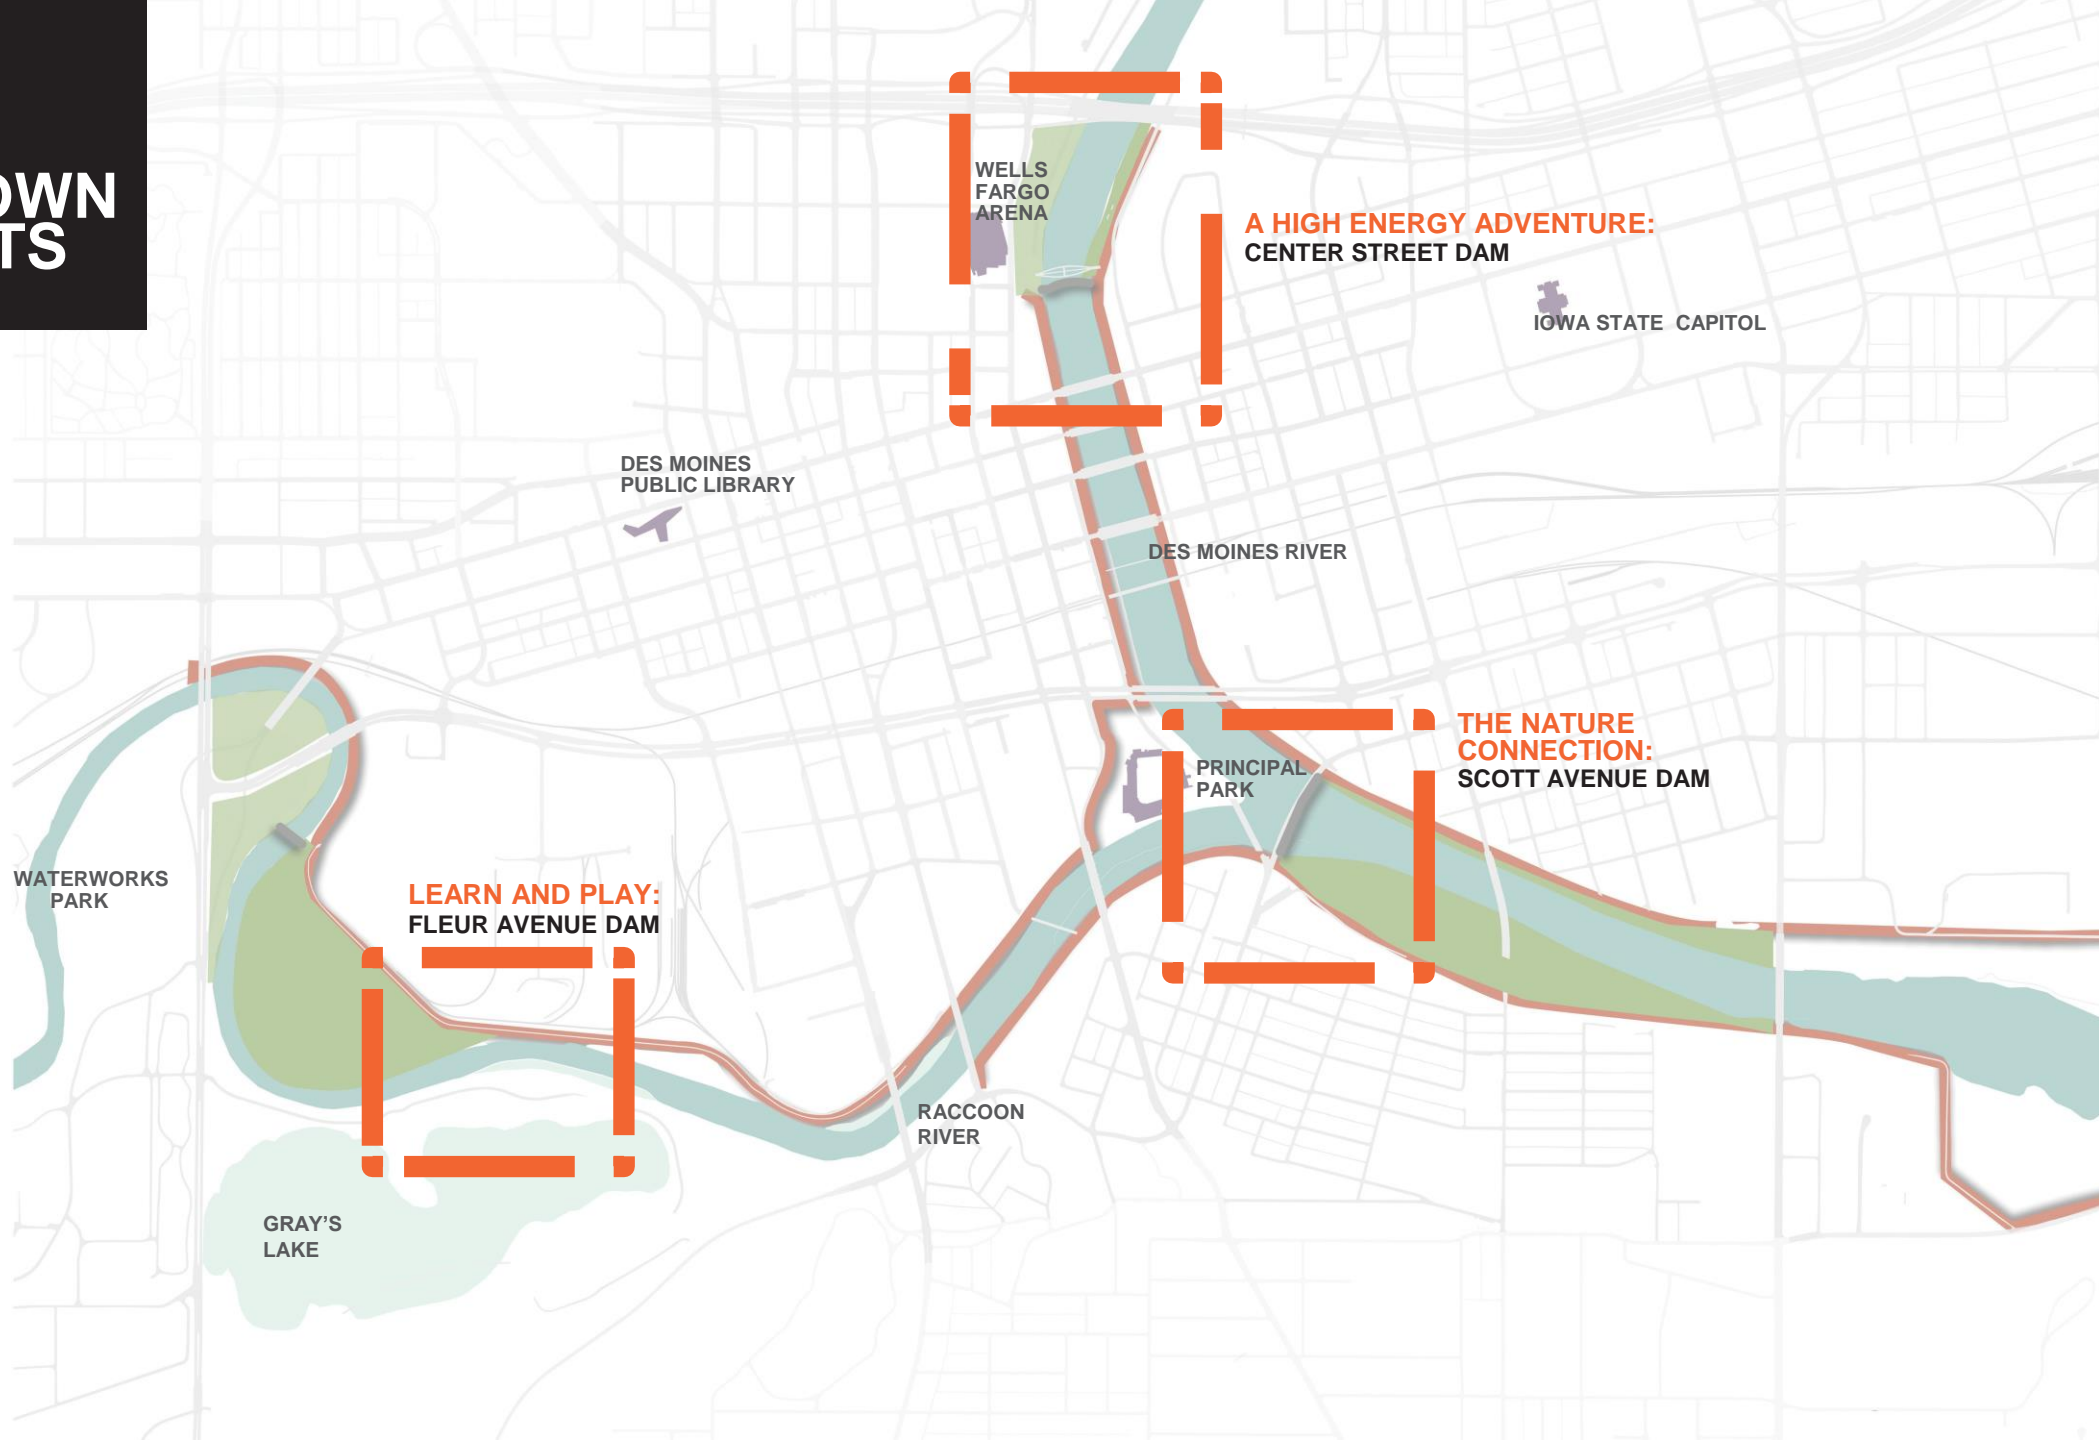 OWN
TS
WELLS
FARGO
ARENA
A HIGH ENERGY ADVENTURE:
CENTER STREET DAM
IOWA STATE CAPITOL
DES MOINES
PUBLIC LIBRARY
DES MOINES RIVER
THE NATURE
CONNECTION:
SCOTT AVENUE DAM
PRINCIPAL
PARK
WATERWORKS
PARK
LEARN AND PLAY:
FLEUR AVENUE DAM
RACCOON
RIVER
GRAY’S
LAKE